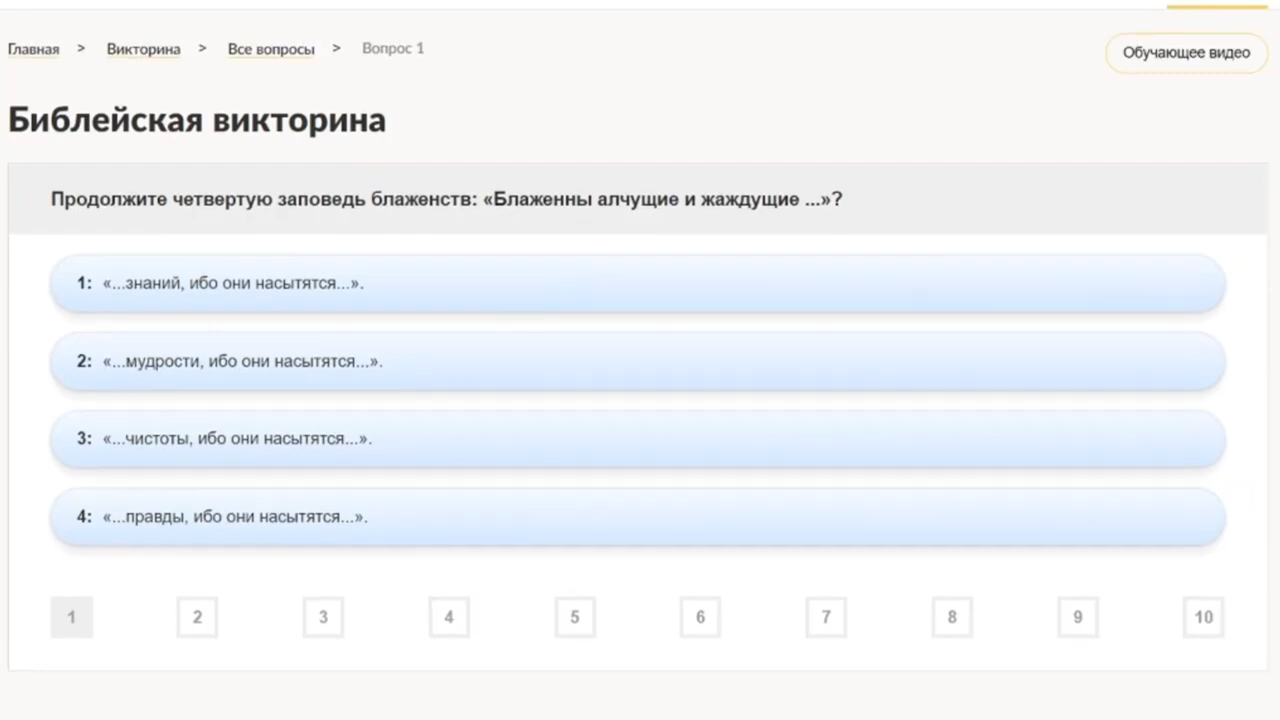 Главная > Викторина > Все вопросы > Вопрос 1
Обучающее видео
Библейская викторина
Продолжите четвертую заповедь блаженств: «Блаженны алчущие и жаждущие ...»?
1: «...знаний, ибо они насытятся...».
2: «...мудрости, ибо они насытятся...».
3: «...чистоты, ибо они насытятся...».
4: «...правды, ибо они насытятся...».
1 2 3 4 5 6 7 8 9 10